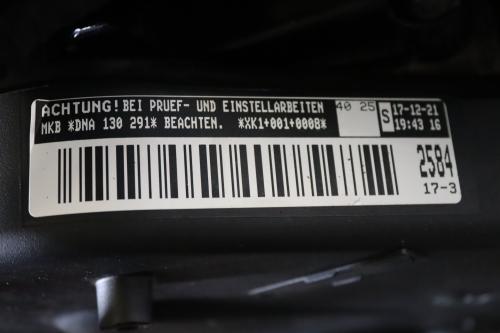 ACHTUNG! BEI PRUEF- UND EINSTELLARBEITEN
MKB *DNA 130 291* BEACHTEN. *XK1+001+0008*
40 25
S
17-12-21
19:43 16
2584
17-3